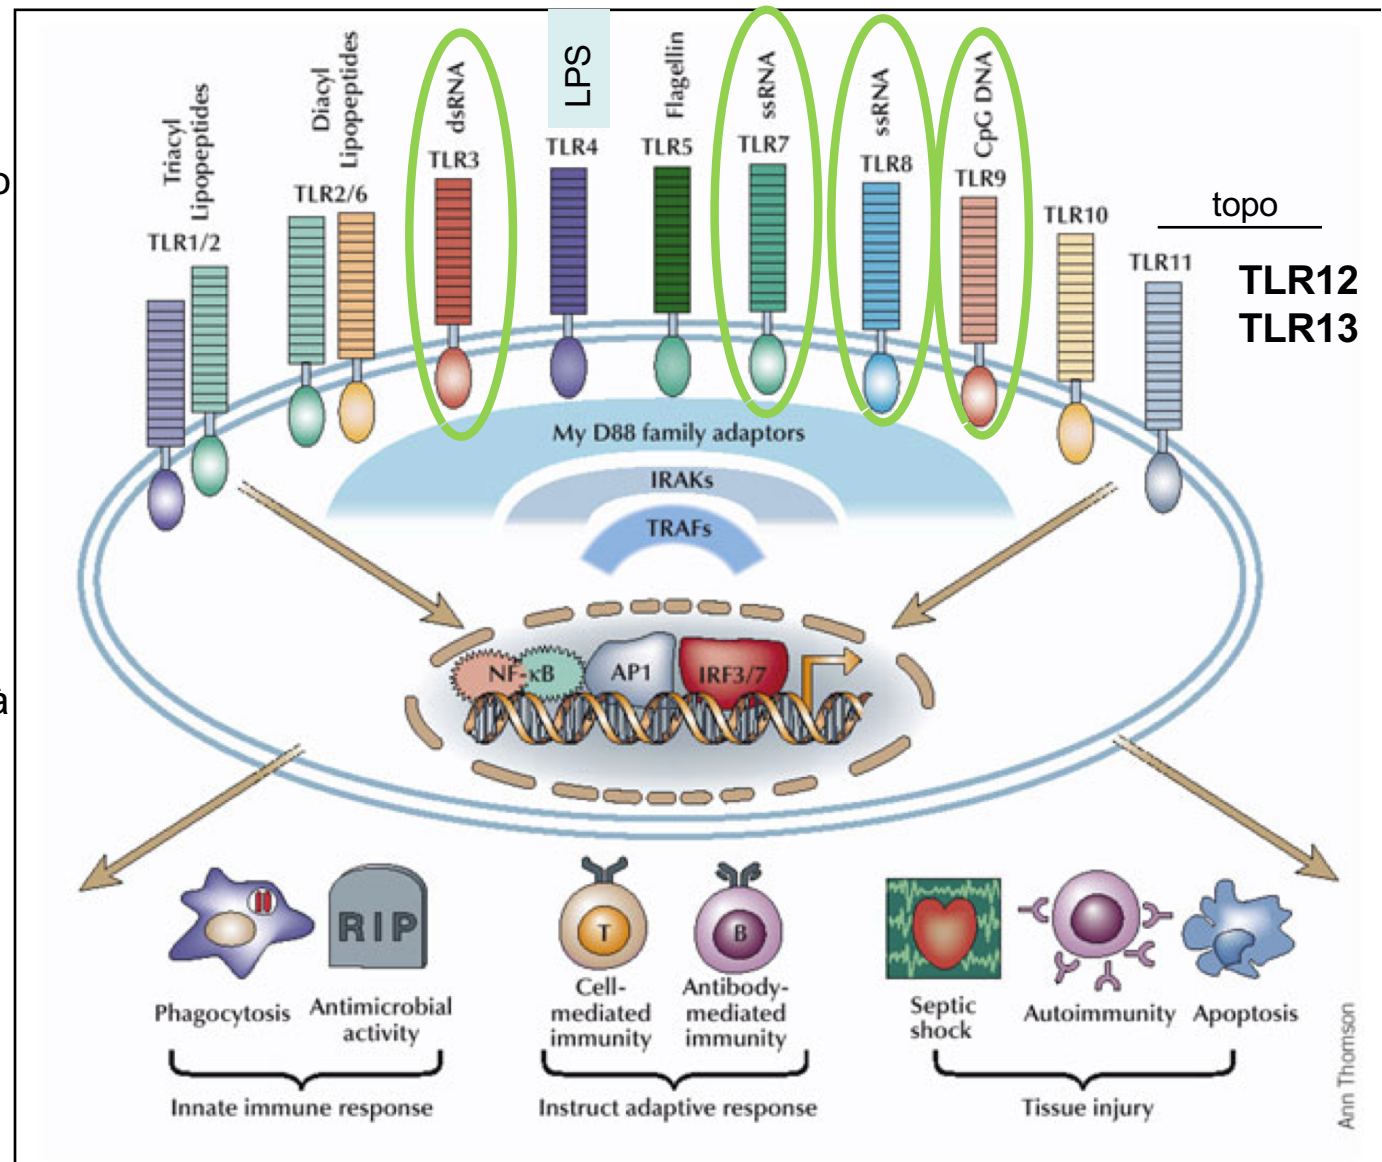 Triacyl
Lipopeptides
TLR1/2
Diacyl
Lipopeptides
TLR2/6
dsRNA
TLR3
LPS
TLR4
Flagellin
TLR5
ssRNA
TLR7
ssRNA
TLR8
CpG DNA
TLR9
TLR10
TLR11
topo
TLR12
TLR13
o
My D88 family adaptors
IRAKs
TRAFs
NF-κB
AP1
IRF3/7
à
RIP
T
B
Phagocytosis
Antimicrobial
activity
Cell-
mediated
immunity
Antibody-
mediated
immunity
Septic
shock
Autoimmunity
Apoptosis
Innate immune response
Instruct adaptive response
Tissue injury
Ann Thomson